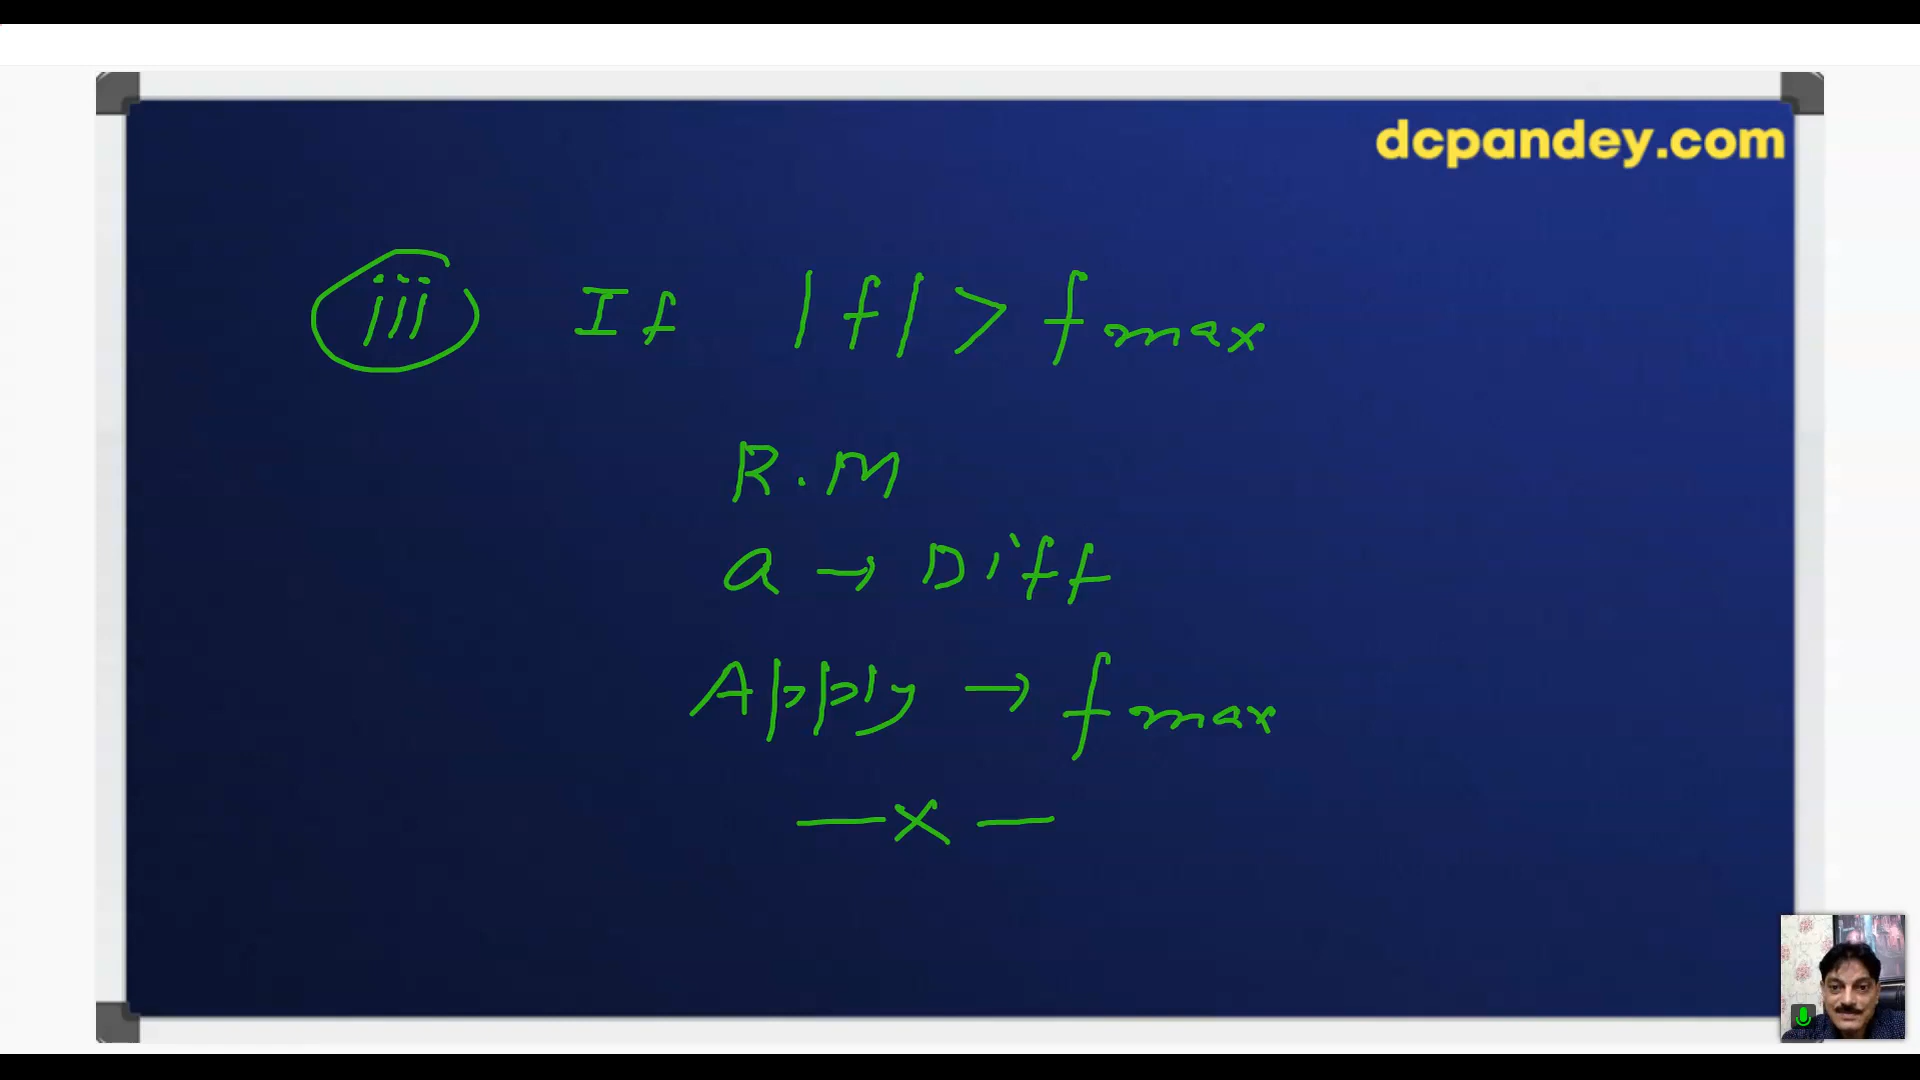 dcpandey.com
iii If |f| > fmax
R.M
a → Diff
Apply → fmax
—x—